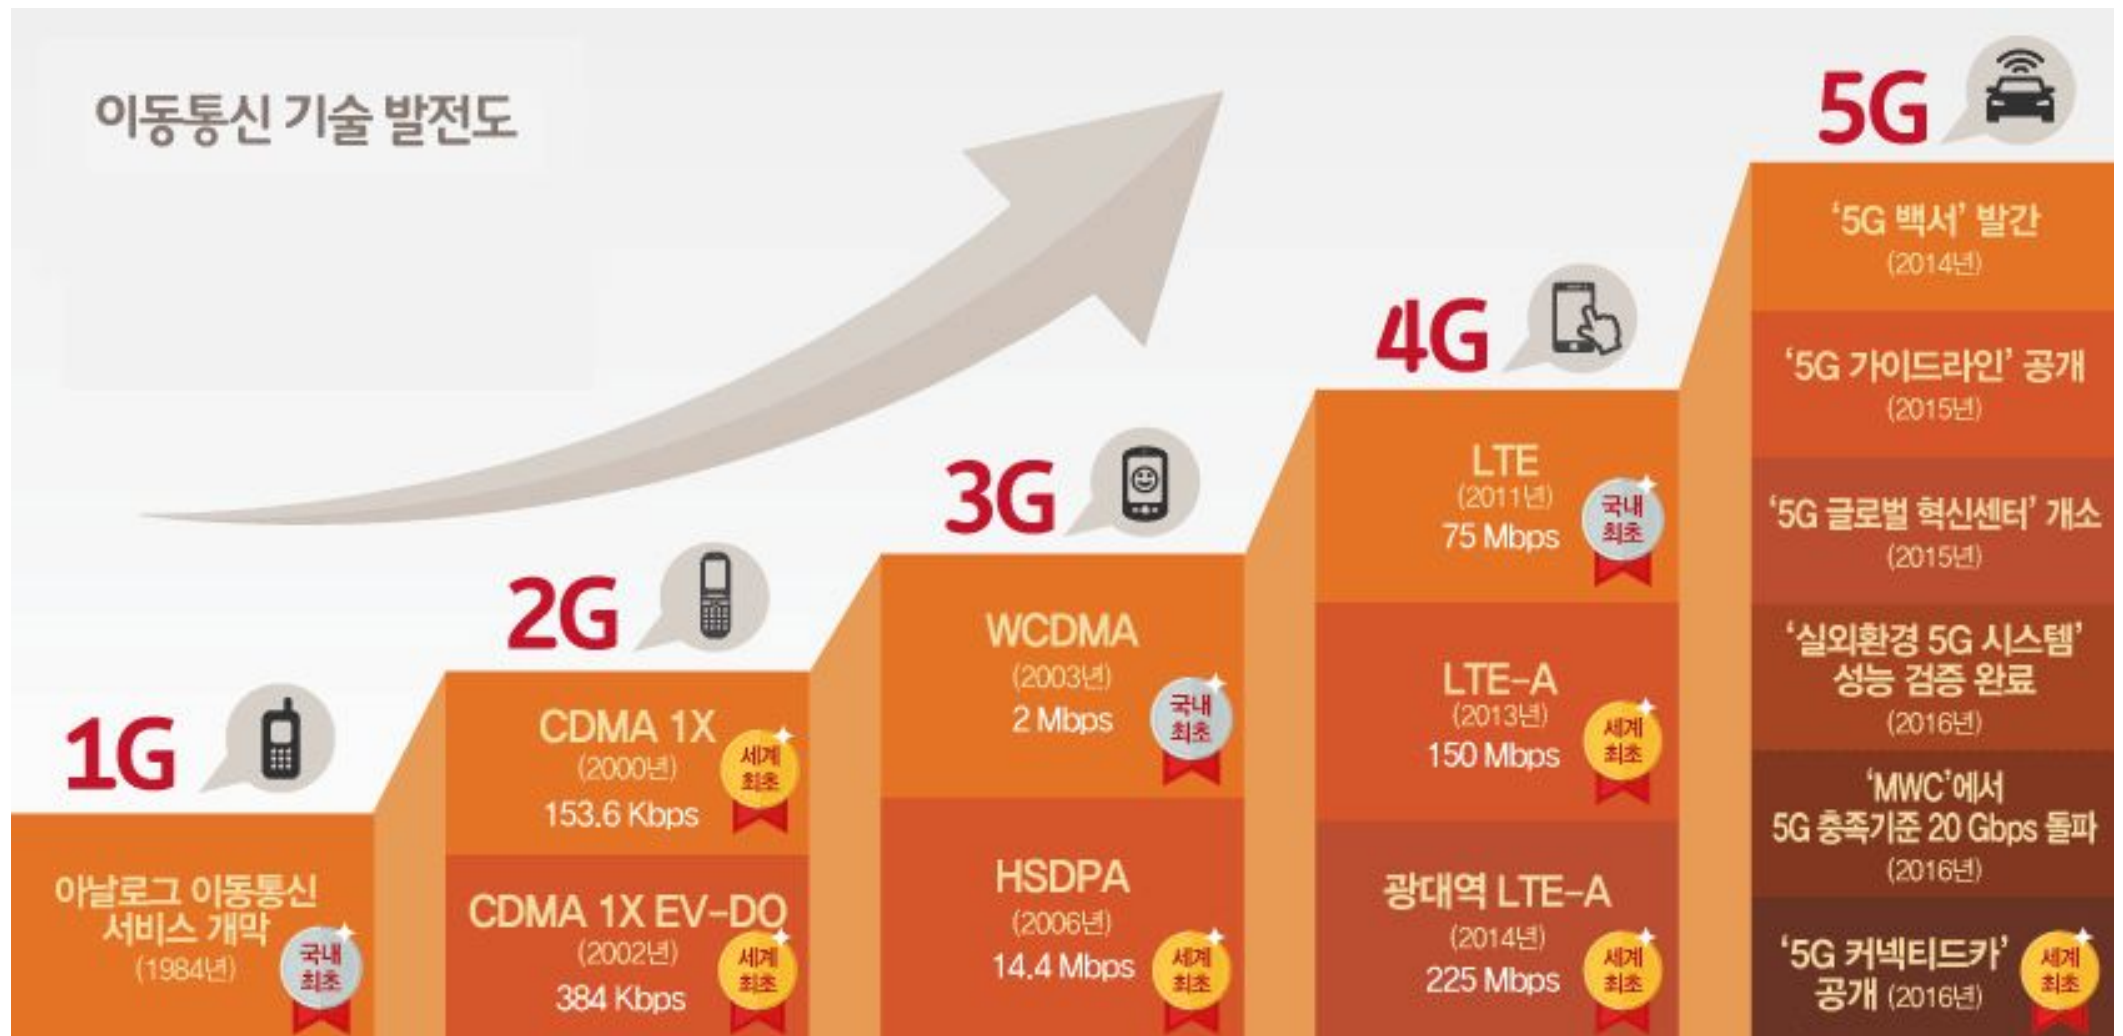 이동통신 기술 발전도
1G
아날로그 이동통신
서비스 개막
(1984년)
국내
최초
2G
CDMA 1X
(2000년)
153.6 Kbps
세계
최초
CDMA 1X EV-DO
(2002년)
384 Kbps
세계
최초
3G
WCDMA
(2003년)
2 Mbps
국내
최초
HSDPA
(2006년)
14.4 Mbps
세계
최초
4G
LTE
(2011년)
75 Mbps
국내
최초
LTE-A
(2013년)
150 Mbps
세계
최초
광대역 LTE-A
(2014년)
225 Mbps
세계
최초
5G
‘5G 백서’ 발간
(2014년)
‘5G 가이드라인’ 공개
(2015년)
‘5G 글로벌 혁신센터’ 개소
(2015년)
‘실외환경 5G 시스템’
성능 검증 완료
(2016년)
‘MWC’에서
5G 충족기준 20 Gbps 돌파
(2016년)
‘5G 커넥티드카’
공개 (2016년)
세계
최초